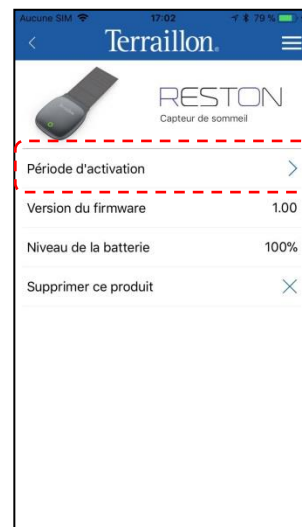 Aucune SIM 17:02 79 %
Terraillon.
RESTON
Capteur de sommeil
Période d'activation
Version du firmware 1.00
Niveau de la batterie 100%
Supprimer ce produit